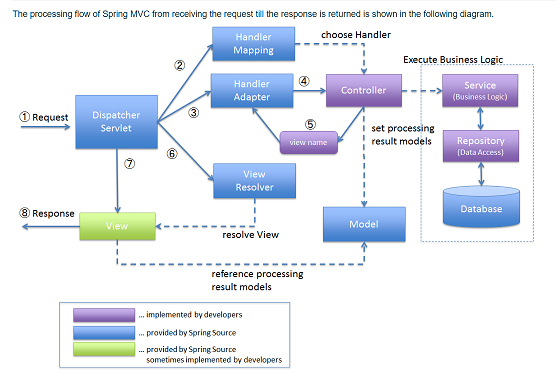 The processing flow of Spring MVC from receiving the request till the response is returned is shown in the following diagram.
Handler
Mapping
choose Handler
②
Execute Business Logic
Handler
Adapter
④
Controller
Service
(Business Logic)
① Request
Dispatcher
Servlet
③
⑤
view name
set processing
result models
Repository
(Data Access)
⑥
⑦
View
Resolver
⑧ Response
View
resolve View
Model
Database
reference processing
result models
... implemented by developers
... provided by Spring Source
... provided by Spring Source
sometimes implemented by developers